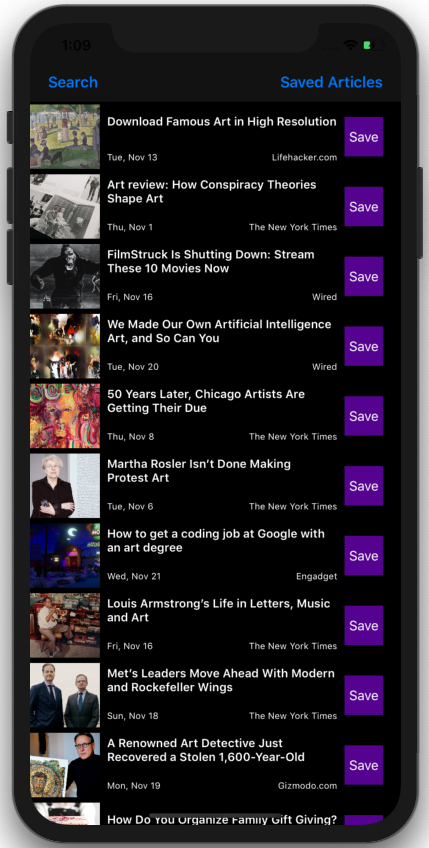 1:09
Search Saved Articles
Download Famous Art in High Resolution
Save
Tue, Nov 13 Lifehacker.com
Art review: How Conspiracy Theories
Shape Art
Save
Thu, Nov 1 The New York Times
FilmStruck Is Shutting Down: Stream
These 10 Movies Now
Save
Fri, Nov 16 Wired
We Made Our Own Artificial Intelligence
Art, and So Can You
Save
Tue, Nov 20 Wired
50 Years Later, Chicago Artists Are
Getting Their Due
Save
Thu, Nov 8 The New York Times
Martha Rosler Isn’t Done Making
Protest Art
Save
Tue, Nov 6 The New York Times
How to get a coding job at Google with
an art degree
Save
Wed, Nov 21 Engadget
Louis Armstrong’s Life in Letters, Music
and Art
Save
Fri, Nov 16 The New York Times
Met’s Leaders Move Ahead With Modern
and Rockefeller Wings
Save
Sun, Nov 18 The New York Times
A Renowned Art Detective Just
Recovered a Stolen 1,600-Year-Old
Save
Mon, Nov 19 Gizmodo.com
How Do You Organize Family Gift Giving?